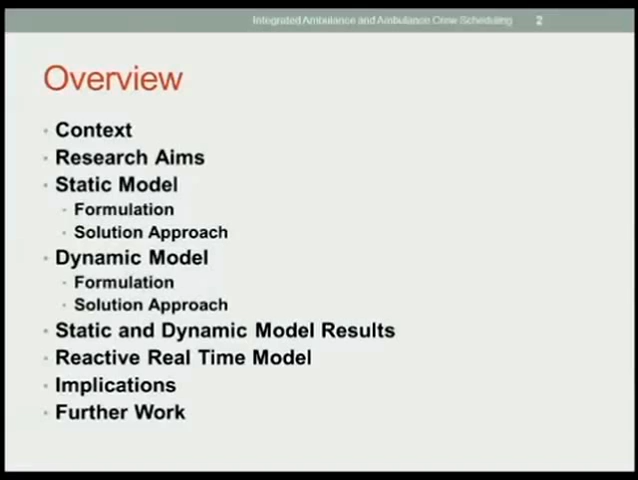 Integrated Ambulance and Ambulance Crew Scheduling 2
Overview
Context
Research Aims
Static Model
Formulation
Solution Approach
Dynamic Model
Formulation
Solution Approach
Static and Dynamic Model Results
Reactive Real Time Model
Implications
Further Work